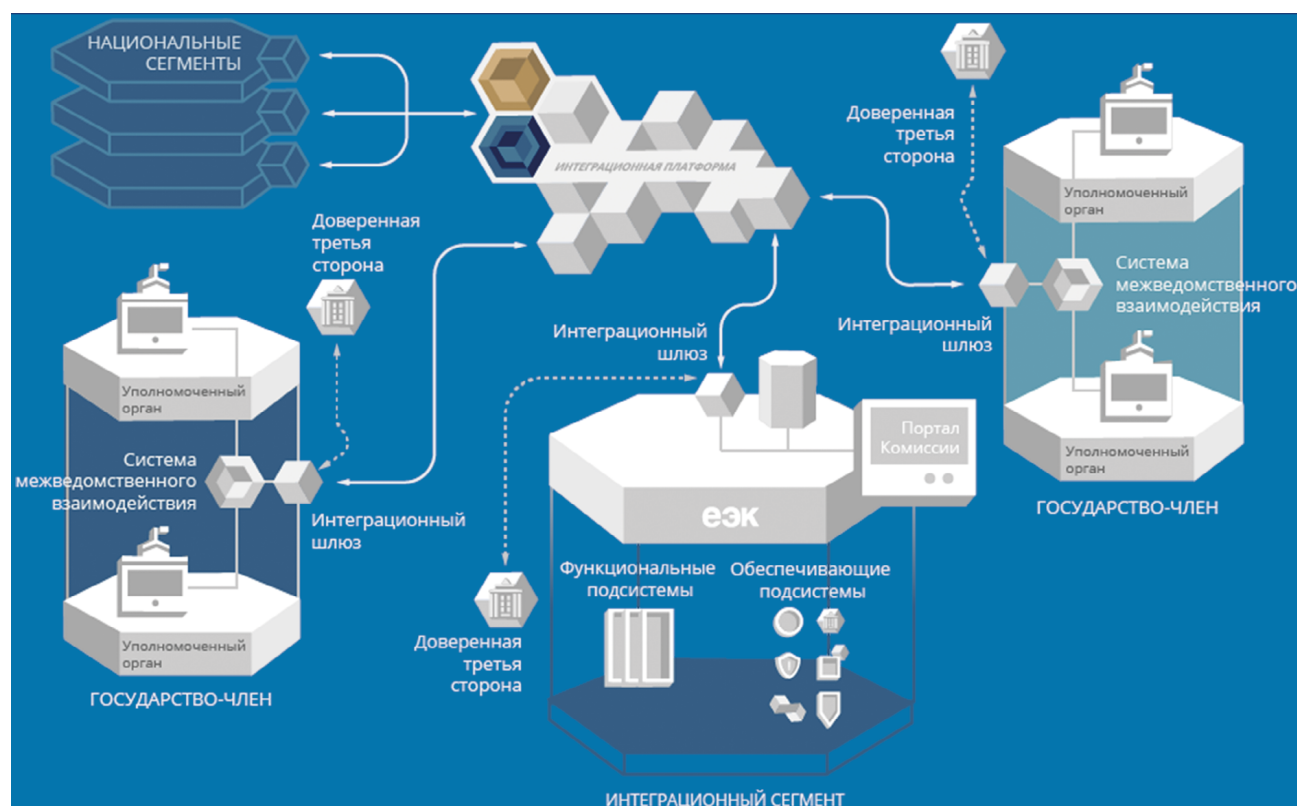 НАЦИОНАЛЬНЫЕ
СЕГМЕНТЫ
ИНТЕГРАЦИОННАЯ ПЛАТФОРМА
Доверенная
третья
сторона
Уполномоченный
орган
Система
межведомственного
взаимодействия
Интеграционный
шлюз
Уполномоченный
орган
ГОСУДАРСТВО-ЧЛЕН
Доверенная
третья
сторона
Уполномоченный
орган
Система
межведомственного
взаимодействия
Интеграционный
шлюз
Уполномоченный
орган
ГОСУДАРСТВО-ЧЛЕН
Интеграционный
шлюз
Портал
Комиссии
еэк
Функциональные
подсистемы
Обеспечивающие
подсистемы
Доверенная
третья
сторона
ИНТЕГРАЦИОННЫЙ СЕГМЕНТ